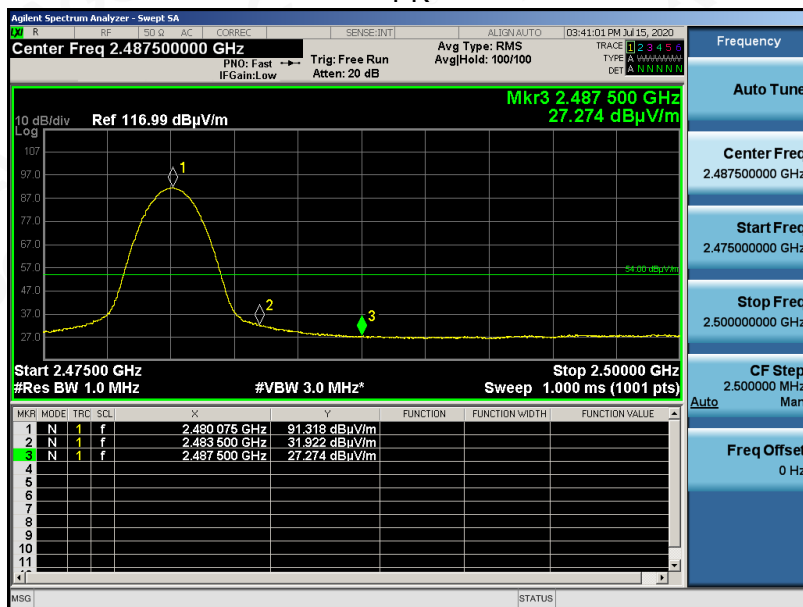 Agilent Spectrum Analyzer - Swept SA
LXI R RF 50 Ω AC CORREC SENSE:INT ALIGN AUTO 03:41:01 PM Jul 15, 2020
Center Freq 2.487500000 GHz
PNO: Fast
IFGain:Low
Trig: Free Run
Atten: 20 dB
Avg Type: RMS
Avg|Hold: 100/100
TRACE 1 2 3 4 5 6
TYPE A WWWWW
DET A N N N N N
Mkr3 2.487 500 GHz
27.274 dBµV/m
10 dB/div Ref 116.99 dBµV/m
Log
107
97.0
87.0
77.0
67.0
57.0
47.0
37.0
27.0
1
2
3
54.00 dBµV/m
Start 2.47500 GHz Stop 2.50000 GHz
#Res BW 1.0 MHz #VBW 3.0 MHz* Sweep 1.000 ms (1001 pts)
MKR MODE TRC SCL X Y FUNCTION FUNCTION WIDTH FUNCTION VALUE
1 N 1 f 2.480 075 GHz 91.318 dBµV/m
2 N 1 f 2.483 500 GHz 31.922 dBµV/m
3 N 1 f 2.487 500 GHz 27.274 dBµV/m
4
5
6
7
8
9
10
11
MSG STATUS
Frequency
Auto Tune
Center Freq
2.487500000 GHz
Start Freq
2.475000000 GHz
Stop Freq
2.500000000 GHz
CF Step
2.500000 MHz
Auto Man
Freq Offset
0 Hz